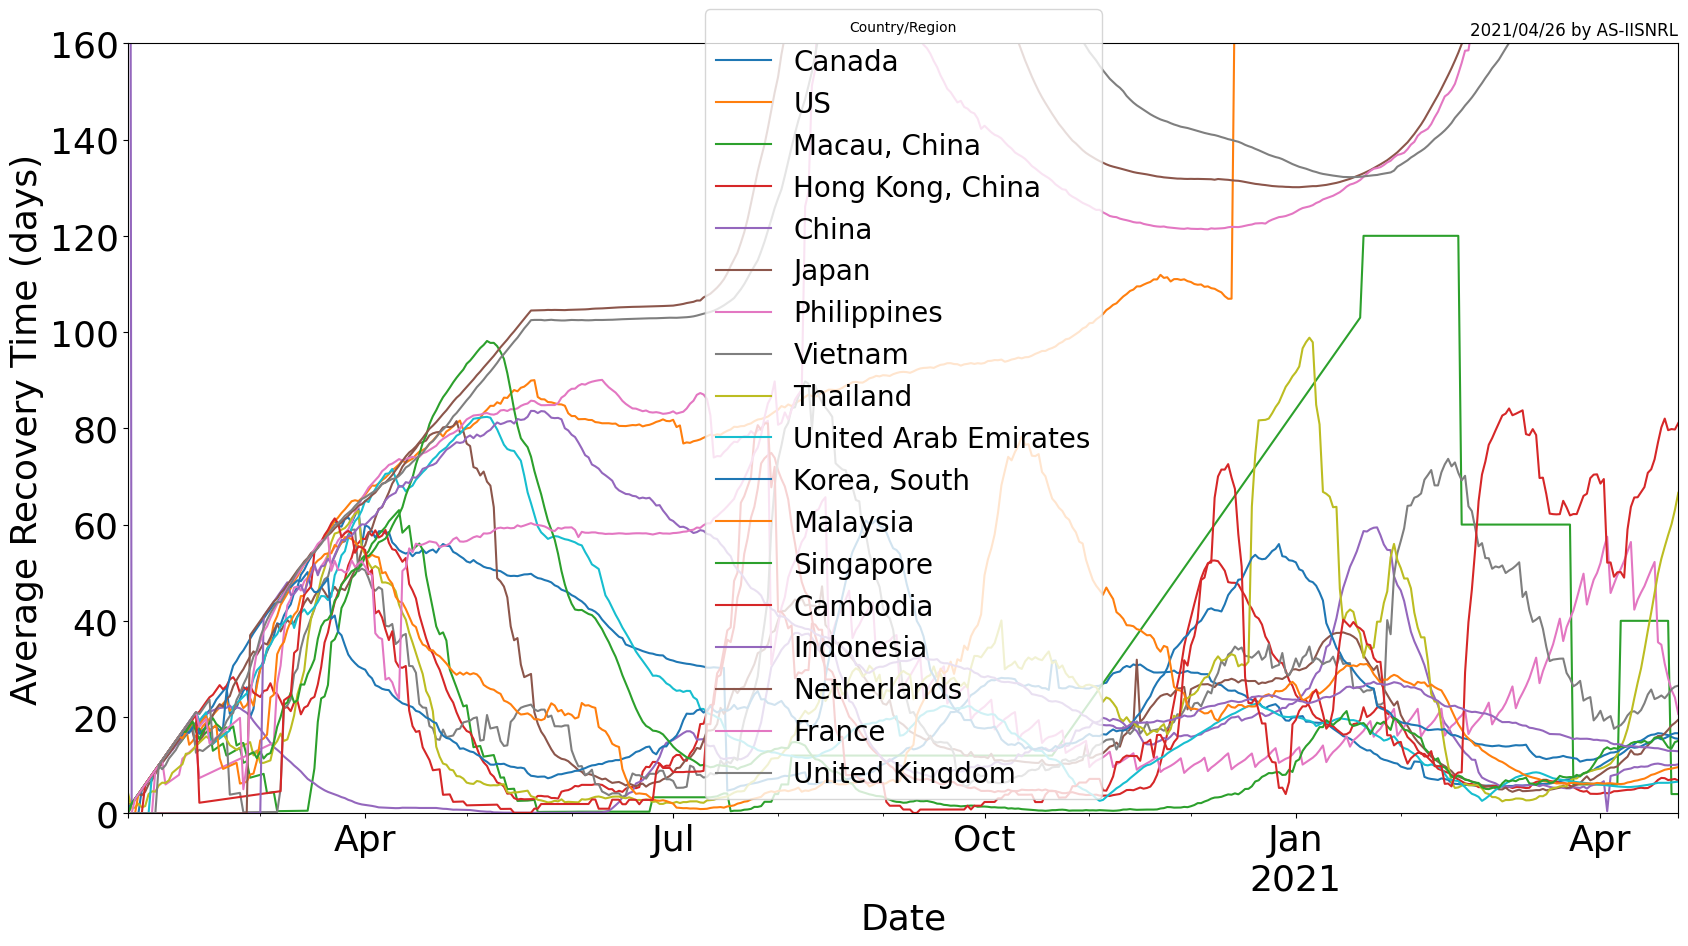 Country/Region
2021/04/26 by AS-IISNRL
Average Recovery Time (days)
160
140
120
100
80
60
40
20
0
Canada
US
Macau, China
Hong Kong, China
China
Japan
Philippines
Vietnam
Thailand
United Arab Emirates
Korea, South
Malaysia
Singapore
Cambodia
Indonesia
Netherlands
France
United Kingdom
Apr
Jul
Oct
Jan
2021
Apr
Date